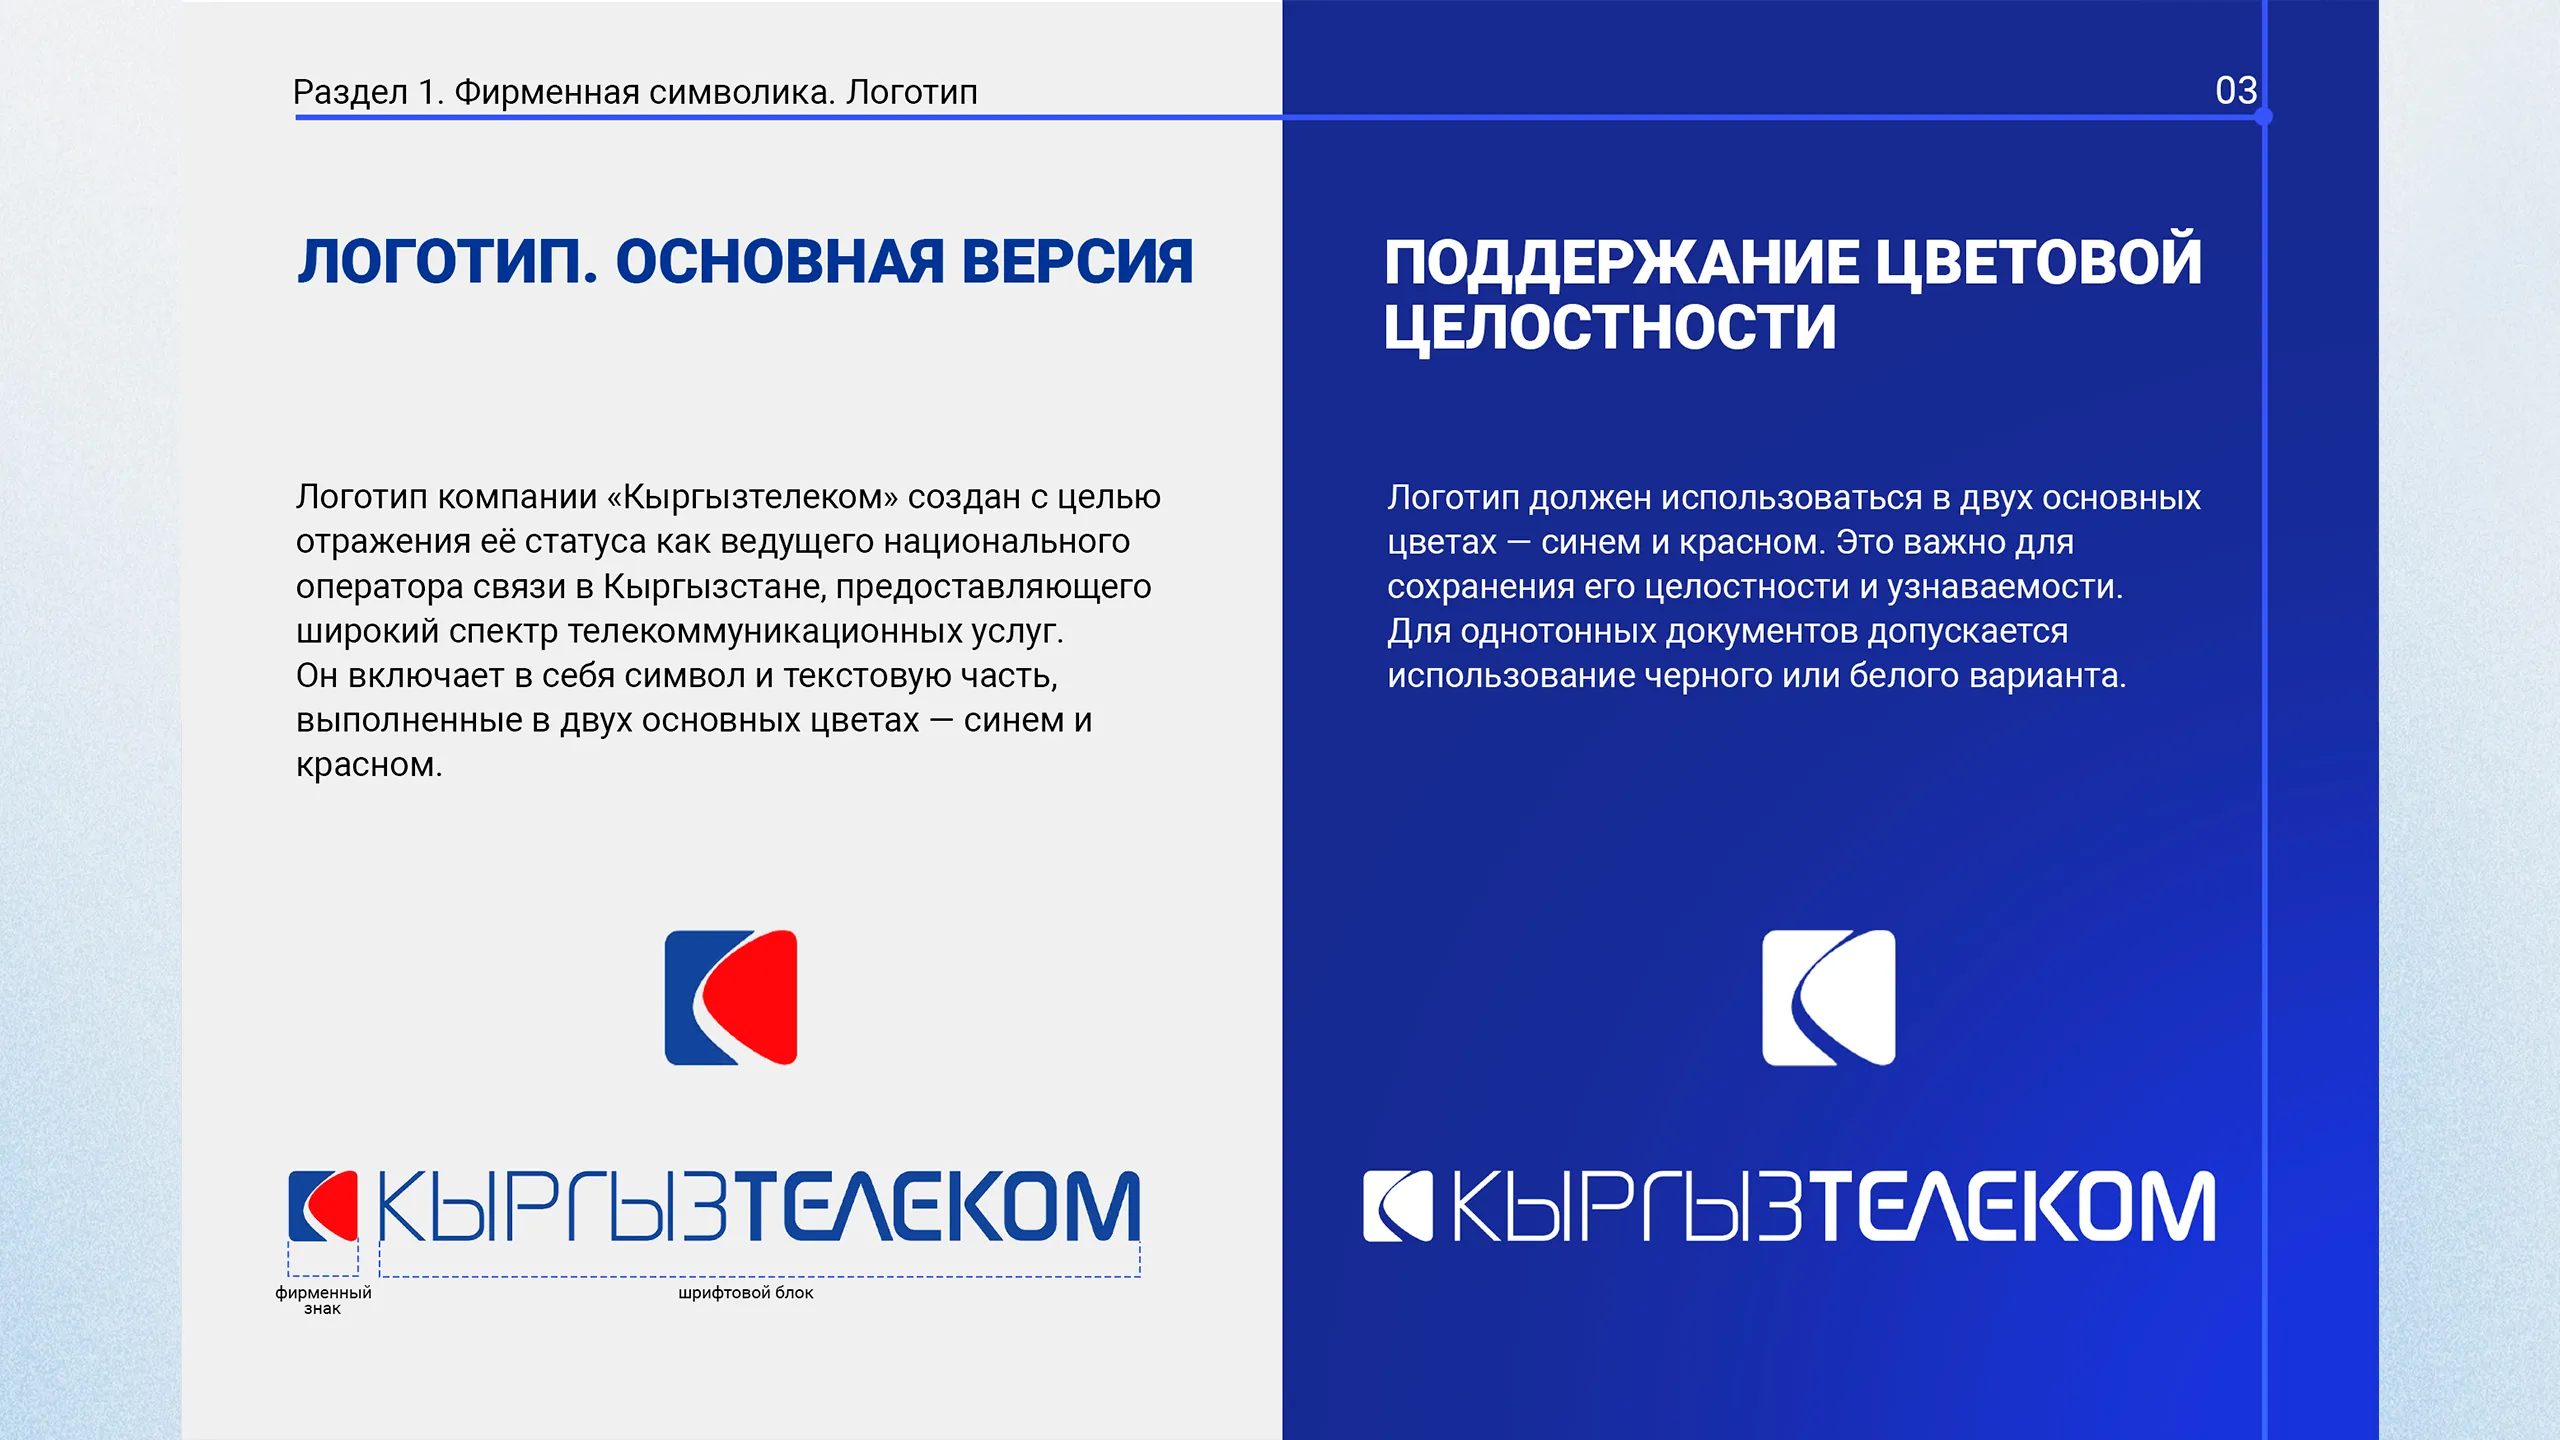 Раздел 1. Фирменная символика. Логотип
03
ЛОГОТИП. ОСНОВНАЯ ВЕРСИЯ
Логотип компании «Кыргызтелеком» создан с целью
отражения её статуса как ведущего национального
оператора связи в Кыргызстане, предоставляющего
широкий спектр телекоммуникационных услуг.
Он включает в себя символ и текстовую часть,
выполненные в двух основных цветах — синем и
красном.
КЫРГЫЗТЕЛЕКОМ
фирменный
знак
шрифтовой блок
ПОДДЕРЖАНИЕ ЦВЕТОВОЙ
ЦЕЛОСТНОСТИ
Логотип должен использоваться в двух основных
цветах — синем и красном. Это важно для
сохранения его целостности и узнаваемости.
Для однотонных документов допускается
использование черного или белого варианта.
КЫРГЫЗТЕЛЕКОМ